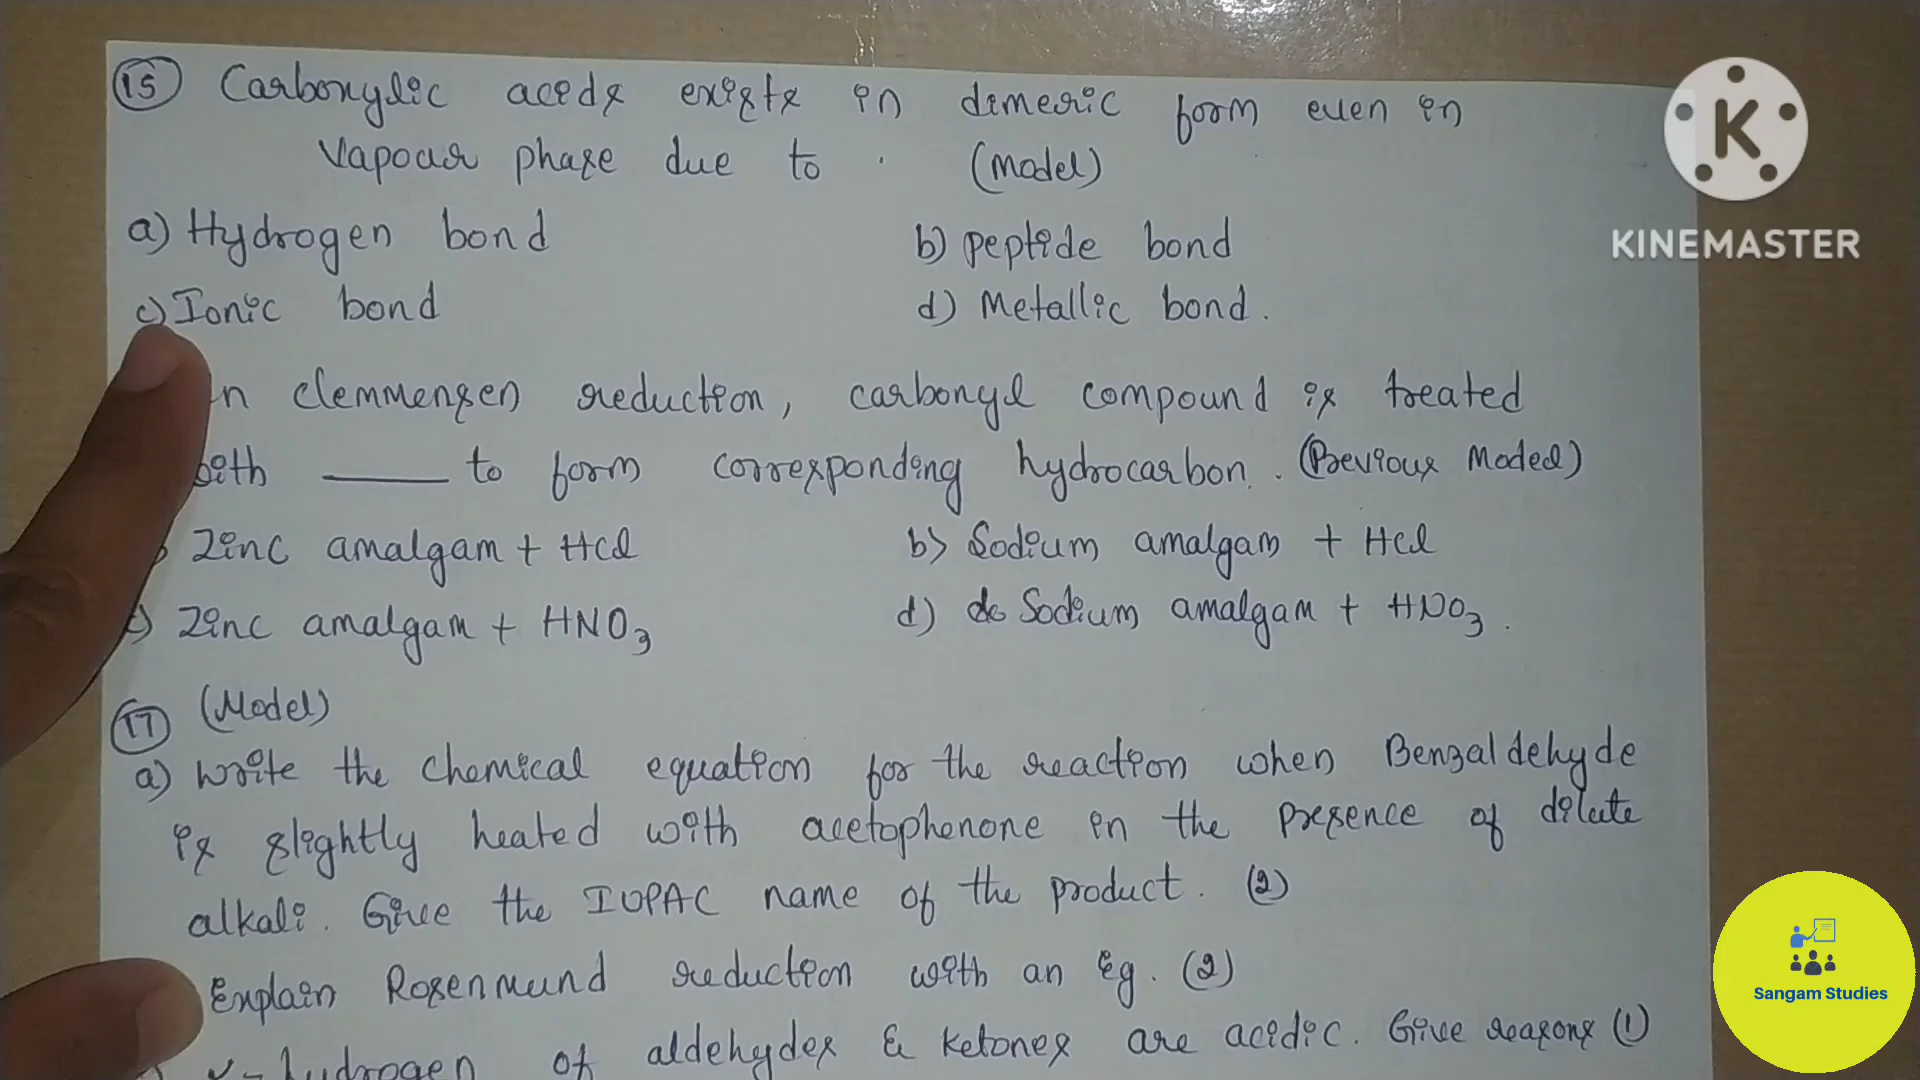 15 Carboxylic acids exists in dimeric form even in
Vapour phase due to . (Model)
a) Hydrogen bond b) peptide bond
c) Ionic bond d) Metallic bond.
n clemmensen reduction, carbonyl compound is treated
with ____ to form corresponding hydrocarbon. (Previous Model)
Zinc amalgam + HCl b) Sodium amalgam + HCl
c) Zinc amalgam + HNO3 d) Sodium amalgam + HNO3.
17 (Model)
a) Write the chemical equation for the reaction when Benzaldehyde
is slightly heated with acetophenone in the presence of dilute
alkali. Give the IUPAC name of the product. (2)
Explain Rosenmund reduction with an Eg. (2)
α-hydrogen of aldehydes & ketones are acidic. Give reasons (1)
K
KINEMASTER
Sangam Studies